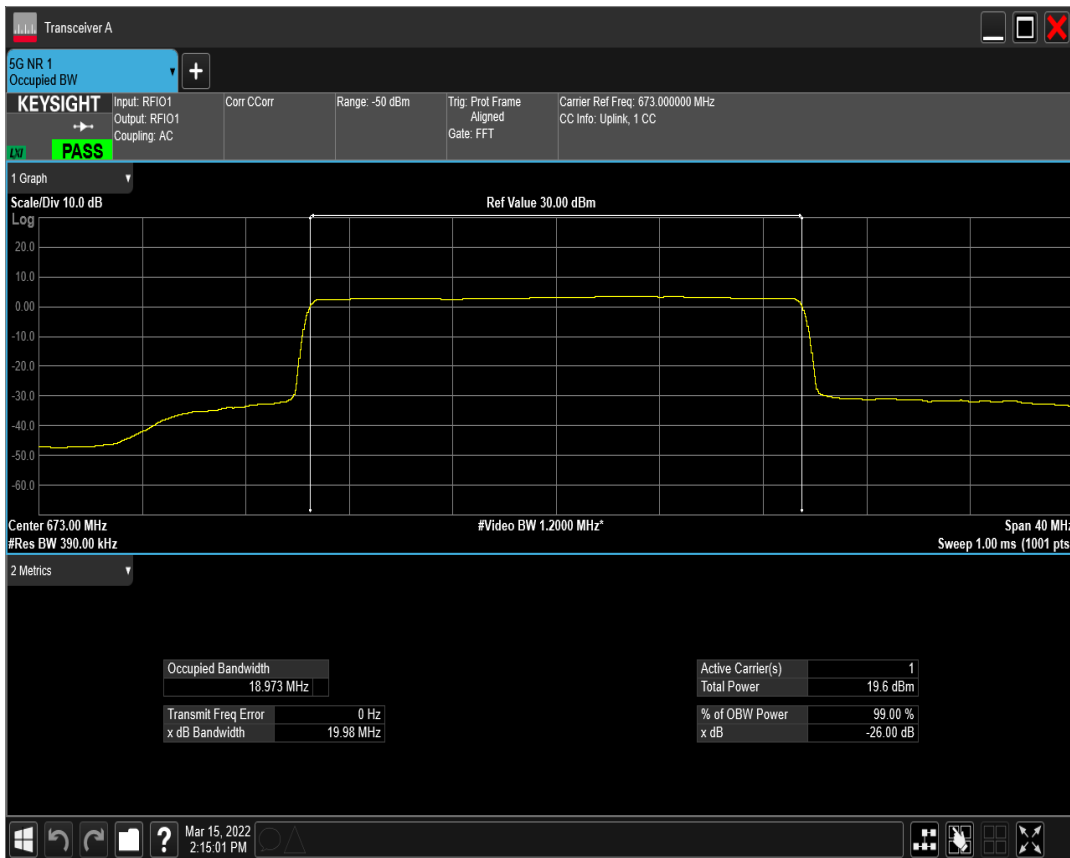 Transceiver A
5G NR 1
Occupied BW
+
KEYSIGHT
LXI
PASS
Input: RFIO1
Output: RFIO1
Coupling: AC
Corr CCorr
Range: -50 dBm
Trig: Prot Frame
Aligned
Gate: FFT
Carrier Ref Freq: 673.000000 MHz
CC Info: Uplink, 1 CC
1 Graph
Scale/Div 10.0 dB
Ref Value 30.00 dBm
Log
20.0
10.0
0.00
-10.0
-20.0
-30.0
-40.0
-50.0
-60.0
Center 673.00 MHz
#Video BW 1.2000 MHz*
Span 40 MHz
#Res BW 390.00 kHz
Sweep 1.00 ms (1001 pts
2 Metrics
Occupied Bandwidth
18.973 MHz
Transmit Freq Error 0 Hz
x dB Bandwidth 19.98 MHz
Active Carrier(s) 1
Total Power 19.6 dBm
% of OBW Power 99.00 %
x dB -26.00 dB
?
Mar 15, 2022
2:15:01 PM